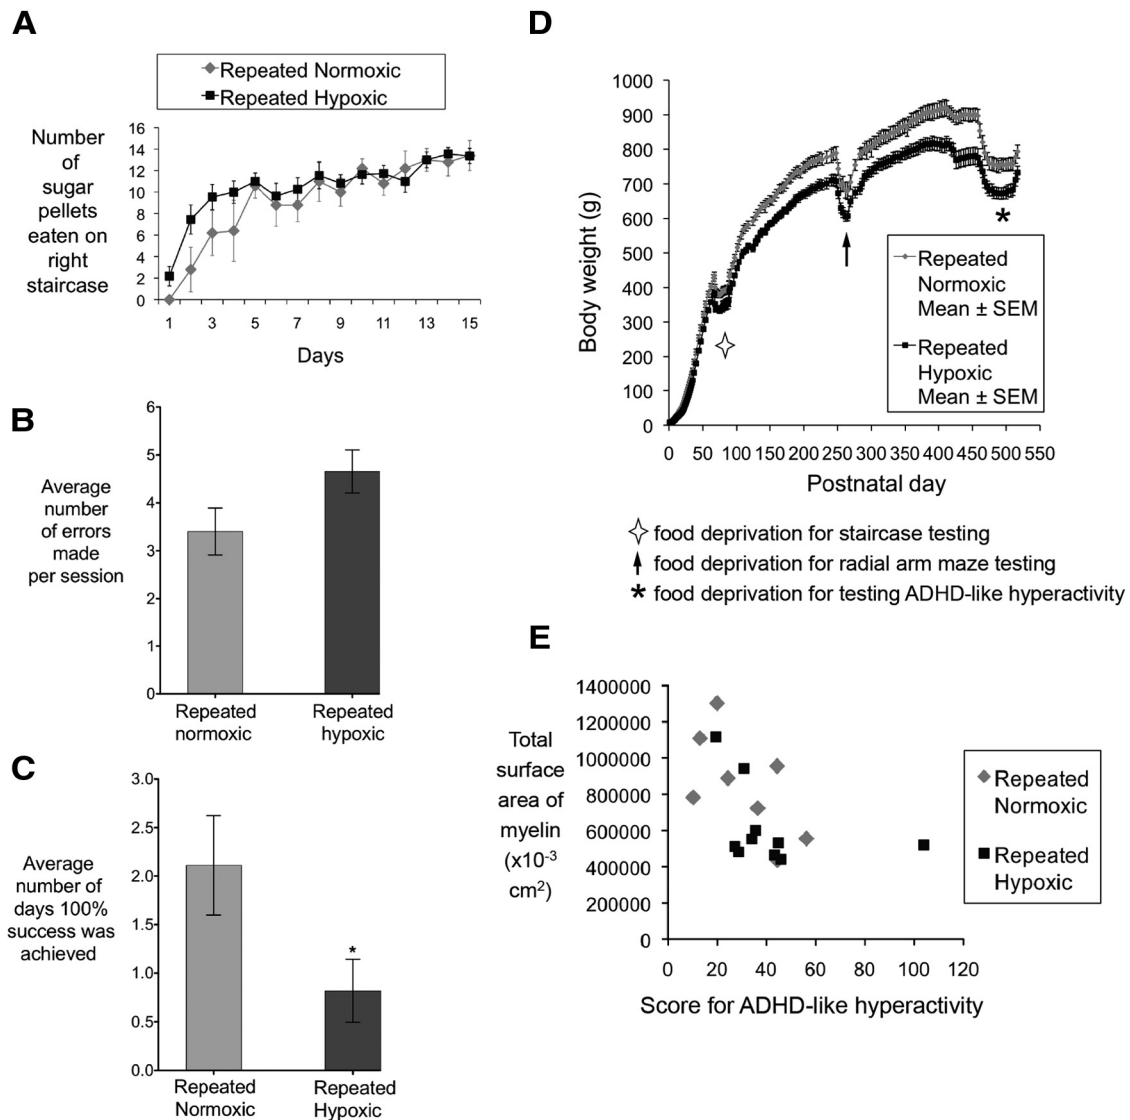 A
Repeated Normoxic
Repeated Hypoxic
Number
of
sugar
pellets
eaten on
right
staircase
16
14
12
10
8
6
4
2
0
1 3 5 7 9 11 13 15
Days
B
Average
number
of errors
made
per session
6
5
4
3
2
1
0
Repeated
normoxic
Repeated
hypoxic
C
Average
number of
days 100%
success was
achieved
3.0
2.5
2.0
1.5
1.0
0.5
0.0
*
Repeated
Normoxic
Repeated
Hypoxic
D
Body weight (g)
1000
900
800
700
600
500
400
300
200
100
0
*
Repeated
Normoxic
Mean ± SEM
Repeated
Hypoxic
Mean ± SEM
0 50 100 150 200 250 300 350 400 450 500 550
Postnatal day
food deprivation for staircase testing
food deprivation for radial arm maze testing
* food deprivation for testing ADHD-like hyperactivity
E
Total
surface
area of
myelin
(x10-3
cm2)
1400000
1200000
1000000
800000
600000
400000
200000
0
0 20 40 60 80 100 120
Score for ADHD-like hyperactivity
Repeated
Normoxic
Repeated
Hypoxic